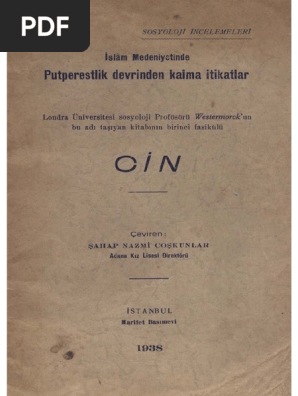 PDF
SOSYOLOJİ İNCELEMELERİ
İslâm Medeniyetinde
Putperestlik devrinden kalma itikatlar
Londra Üniversitesi sosyoloji Profüsörü Westermarck'ın
bu adı taşıyan kitabının birinci fasikülü
CİN
Çeviren:
ŞAHAP NAZMİ COŞKUNLAR
Adana Kız Lisesi Direktörü
İSTANBUL
Marifet Basımevi
1938